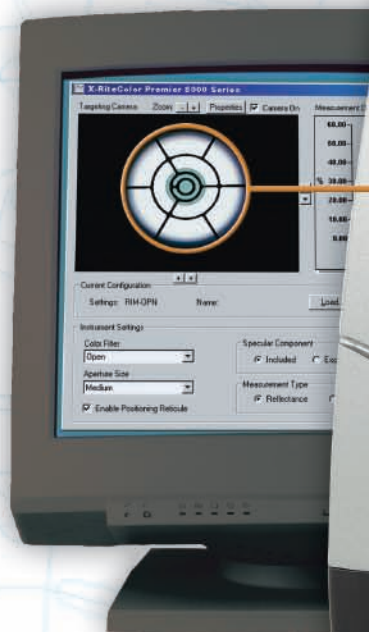 X-RiteColor Premier 8000 Series
Targeting Camera Zoom: - + Properties Camera On Measurement
60.00
50.00
40.00
% 30.00
20.00
10.00
0.00
Current Configuration
Settings: RIM-OPN Name: Load
Instrument Settings
Color Filter
Open
Specular Component
Included
Aperture Size
Medium
Measurement Type
Reflectance
Enable Positioning Reticule